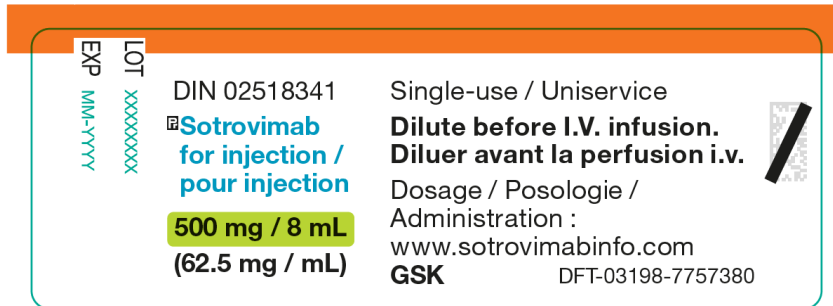 LOT XXXXXXXX
EXP MM-YYYY
DIN 02518341
Pr Sotrovimab
for injection /
pour injection
500 mg / 8 mL
(62.5 mg / mL)
Single-use / Uniservice
Dilute before I.V. infusion.
Diluer avant la perfusion i.v.
Dosage / Posologie /
Administration :
www.sotrovimabinfo.com
GSK DFT-03198-7757380